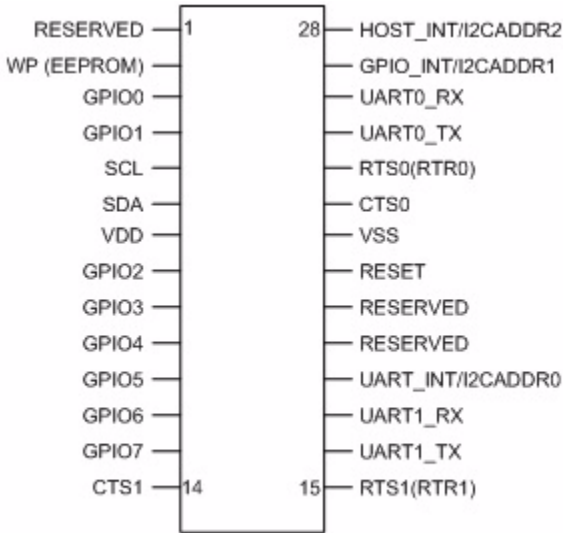 RESERVED 1 28 HOST_INT/I2CADDR2
WP (EEPROM) GPIO_INT/I2CADDR1
GPIO0 UART0_RX
GPIO1 UART0_TX
SCL RTS0(RTR0)
SDA CTS0
VDD VSS
GPIO2 RESET
GPIO3 RESERVED
GPIO4 RESERVED
GPIO5 UART_INT/I2CADDR0
GPIO6 UART1_RX
GPIO7 UART1_TX
CTS1 14 15 RTS1(RTR1)